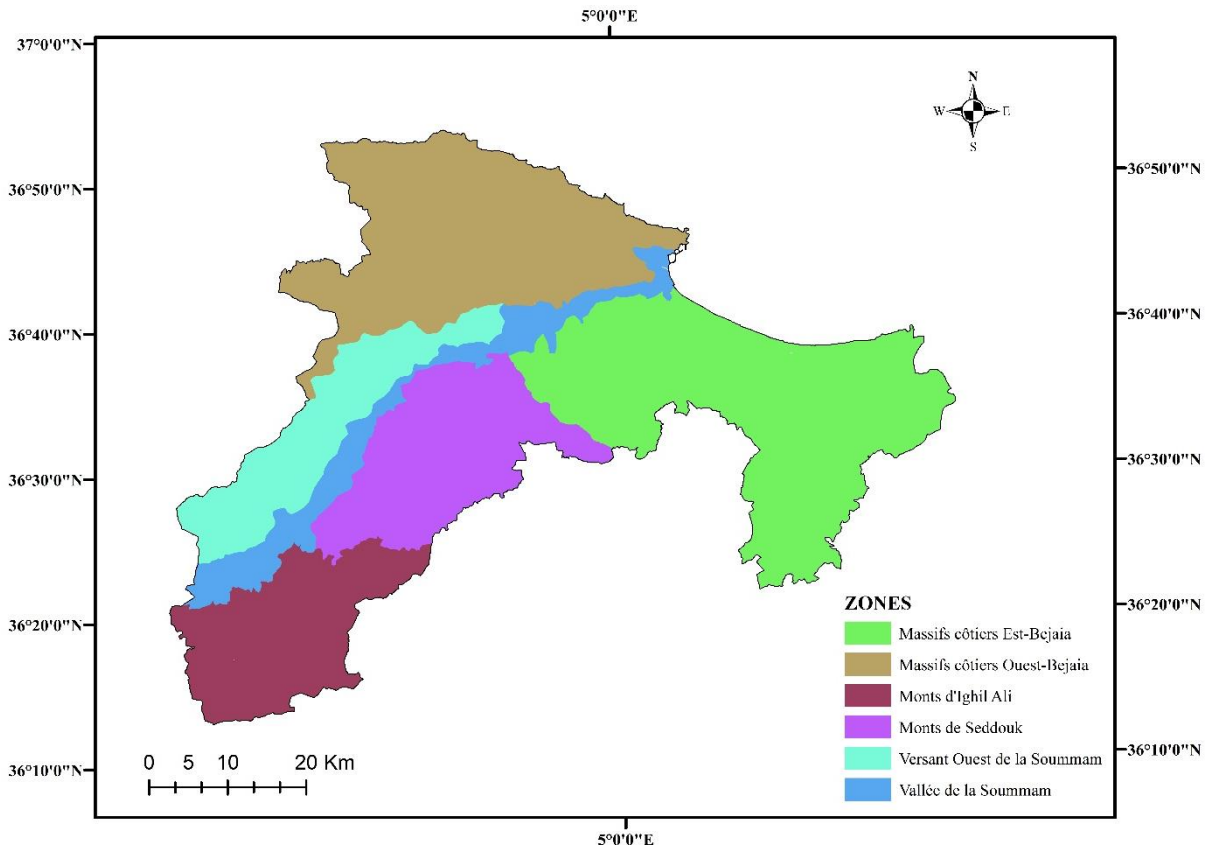 5°0'0"E
37°0'0"N
N
W E
S
36°50'0"N
36°50'0"N
36°40'0"N
36°40'0"N
36°30'0"N
36°30'0"N
36°20'0"N
36°20'0"N
36°10'0"N
36°10'0"N
ZONES
Massifs côtiers Est-Bejaia
Massifs côtiers Ouest-Bejaia
Monts d'Ighil Ali
Monts de Seddouk
Versant Ouest de la Soummam
Vallée de la Soummam
0 5 10 20 Km
5°0'0"E